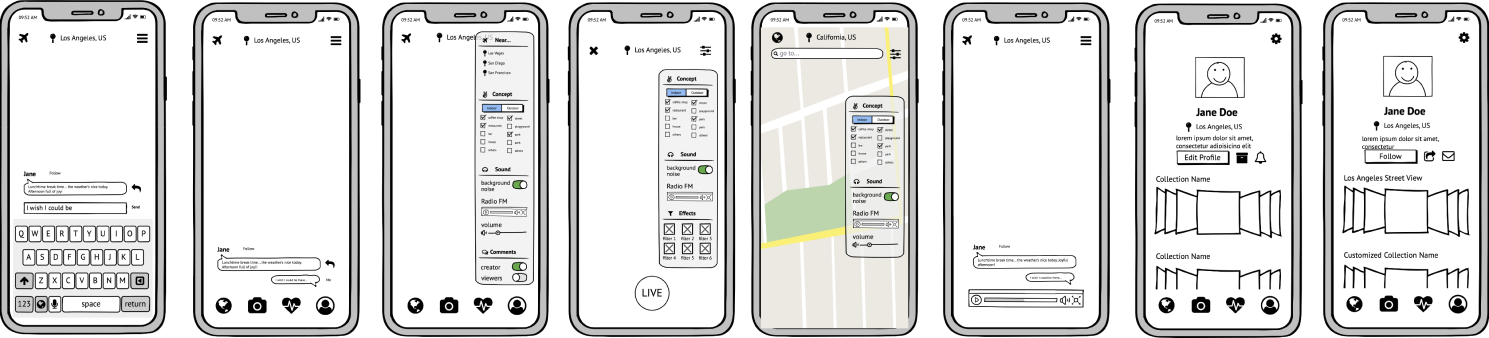 09:52 AM
Los Angeles, US
Jane
Follow
Lunchtime break time...the weather's nice today.
Afternoon full of joy
I wish I could be
Send
Q W E R T Y U I O P
A S D F G H J K L
Z X C V B N M
123
space
return
09:52 AM
Los Angeles, US
Jane
Follow
Lunchtime break time...the weather's nice today.
Afternoon full of joy!
I wish I could be there...
Me
09:52 AM
Los Angeles, US
Near...
Las Vegas
San Diego
San Francisco
Concept
Indoor
Outdoor
coffee shop
street
restaurant
playground
bar
park
house
others
others
Sound
background
noise
Radio FM
volume
Comments
creator
viewers
09:52 AM
Los Angeles, US
Concept
Indoor
Outdoor
coffee shop
street
restaurant
playground
bar
park
house
others
others
Sound
background
noise
Radio FM
Effects
filter 1
filter 2
filter 3
filter 4
filter 5
filter 6
LIVE
09:52 AM
California, US
go to...
Concept
Indoor
Outdoor
coffee shop
street
restaurant
playground
bar
park
house
others
others
Sound
background
noise
Radio FM
volume
09:52 AM
Los Angeles, US
Jane
Follow
Lunchtime break time...the weather's nice today. Joyful
Afternoon!
09:52 AM
Jane Doe
Los Angeles, US
lorem ipsum dolor sit amet,
consectetur adioisicino elit
Edit Profile
Collection Name
Collection Name
09:52 AM
Jane Doe
Los Angeles, US
lorem ipsum dolor sit amet,
consectetur
Follow
Los Angeles Street View
Customized Collection Name